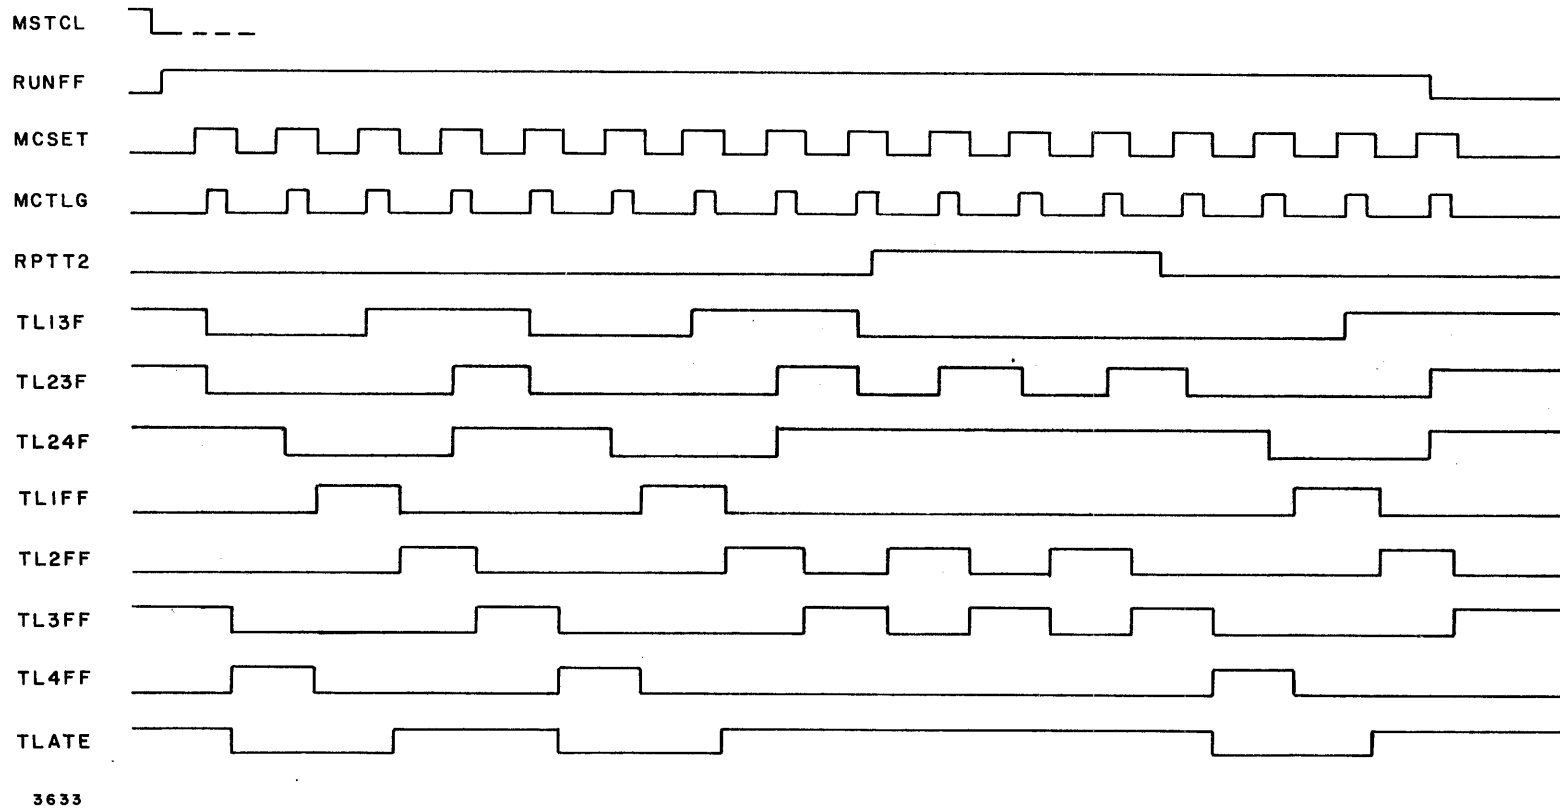 MSTCL
RUNFF
MCSET
MCTLG
RPTT2
TL13F
TL23F
TL24F
TL1FF
TL2FF
TL3FF
TL4FF
TLATE
3633